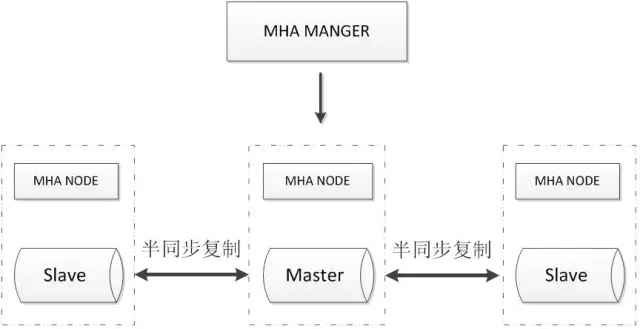 MHA MANGER
MHA NODE
MHA NODE
MHA NODE
半同步复制
半同步复制
Slave
Master
Slave